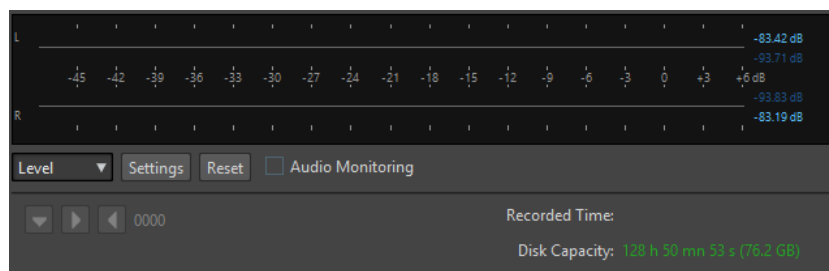 L
-83.42 dB
-93.71 dB
-45 -42 -39 -36 -33 -30 -27 -24 -21 -18 -15 -12 -9 -6 -3 0 +3 +6 dB
-93.83 dB
R
-83.19 dB
Level Settings Reset Audio Monitoring
0000 Recorded Time:
Disk Capacity: 128 h 50 mn 53 s (76.2 GB)